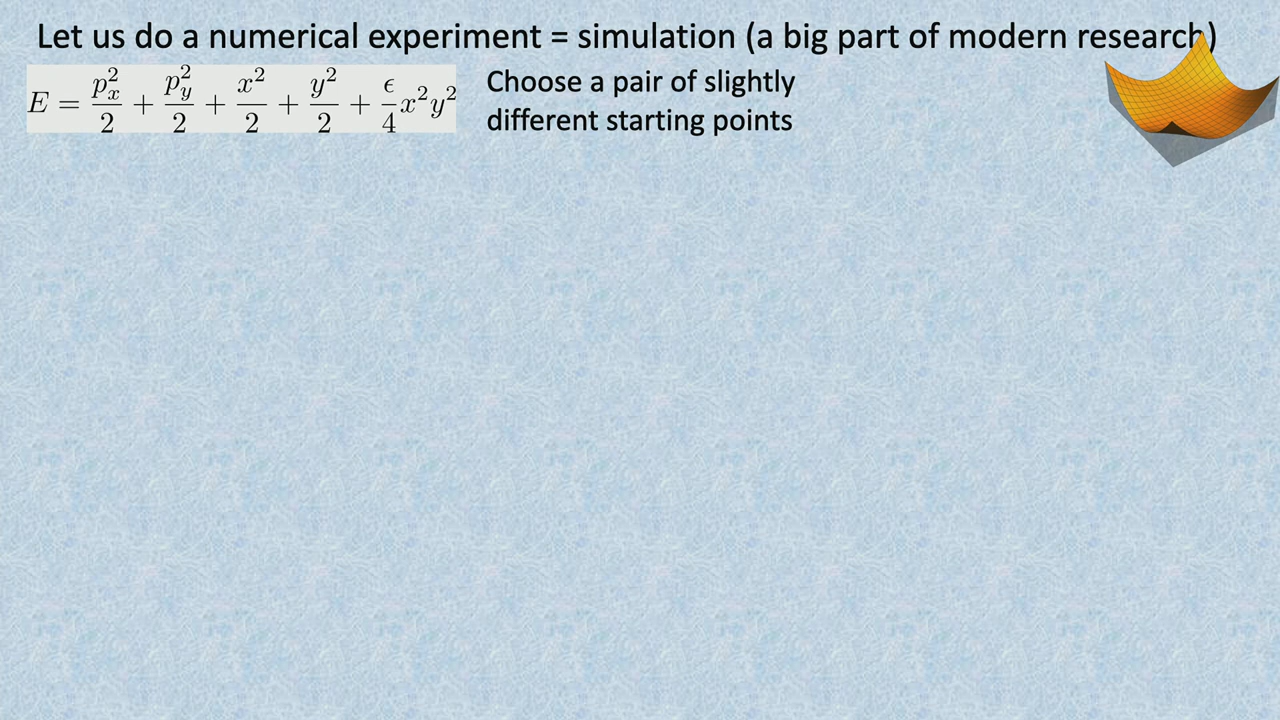 Let us do a numerical experiment = simulation (a big part of modern research)
E = p_x^2/2 + p_y^2/2 + x^2/2 + y^2/2 + ϵ/4 x^2y^2
Choose a pair of slightly
different starting points